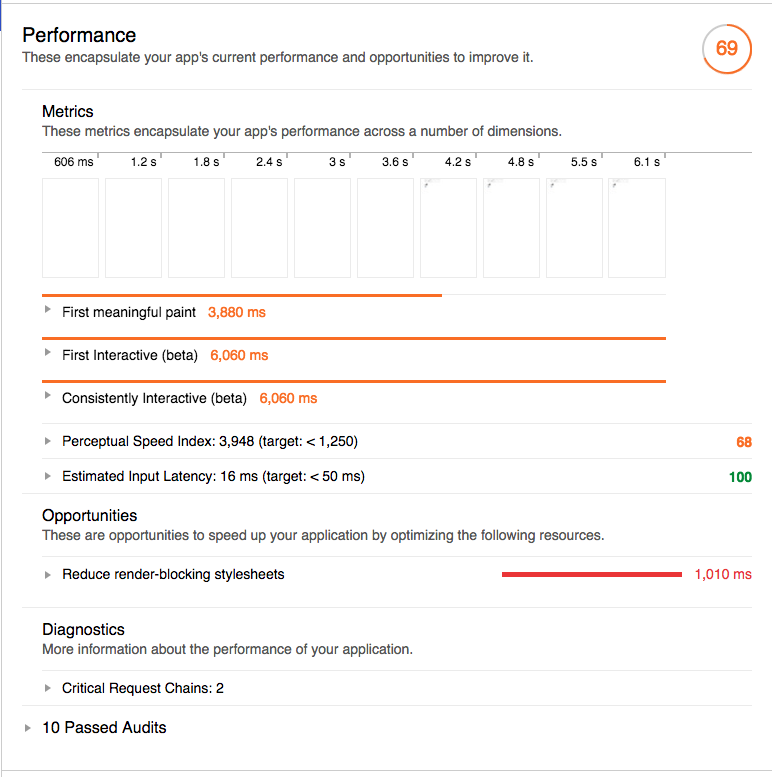 Performance
69
These encapsulate your app's current performance and opportunities to improve it.
Metrics
These metrics encapsulate your app's performance across a number of dimensions.
606 ms 1.2 s 1.8 s 2.4 s 3 s 3.6 s 4.2 s 4.8 s 5.5 s 6.1 s
First meaningful paint 3,880 ms
First Interactive (beta) 6,060 ms
Consistently Interactive (beta) 6,060 ms
Perceptual Speed Index: 3,948 (target: < 1,250) 68
Estimated Input Latency: 16 ms (target: < 50 ms) 100
Opportunities
These are opportunities to speed up your application by optimizing the following resources.
Reduce render-blocking stylesheets 1,010 ms
Diagnostics
More information about the performance of your application.
Critical Request Chains: 2
10 Passed Audits